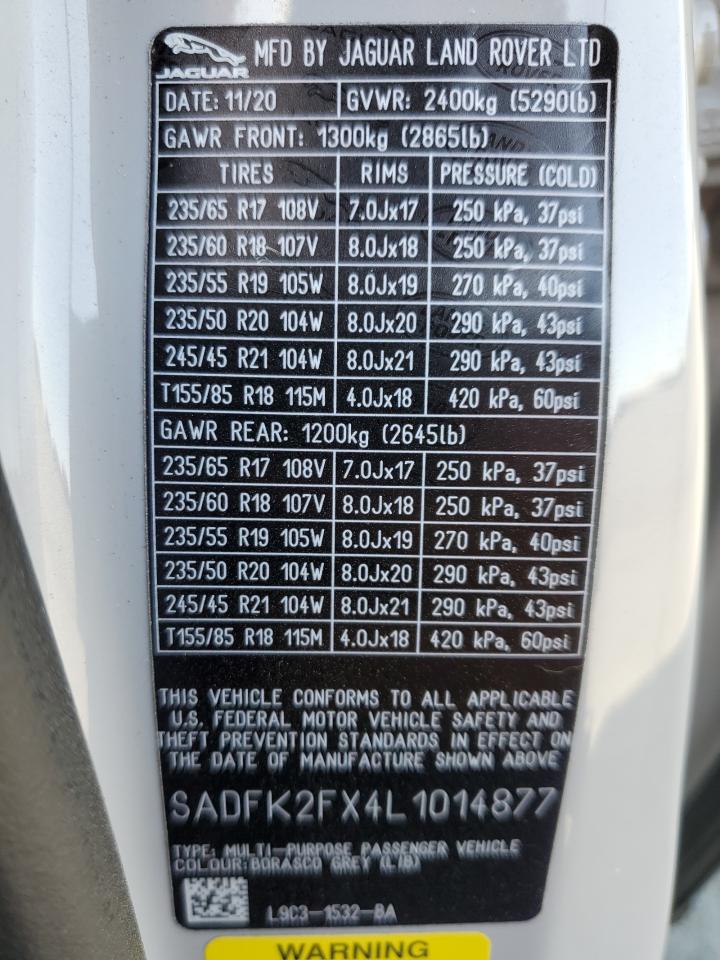 JAGUAR MFD BY JAGUAR LAND ROVER LTD
DATE: 11/20 GVWR: 2400kg (5290lb)
GAWR FRONT: 1300kg (2865lb)
TIRES RIMS PRESSURE (COLD)
235/65 R17 108V 7.0Jx17 250 kPa, 37psi
235/60 R18 107V 8.0Jx18 250 kPa, 37psi
235/55 R19 105W 8.0Jx19 270 kPa, 40psi
235/50 R20 104W 8.0Jx20 290 kPa, 43psi
245/45 R21 104W 8.0Jx21 290 kPa, 43psi
T155/85 R18 115M 4.0Jx18 420 kPa, 60psi
GAWR REAR: 1200kg (2645lb)
235/65 R17 108V 7.0Jx17 250 kPa, 37psi
235/60 R18 107V 8.0Jx18 250 kPa, 37psi
235/55 R19 105W 8.0Jx19 270 kPa, 40psi
235/50 R20 104W 8.0Jx20 290 kPa, 43psi
245/45 R21 104W 8.0Jx21 290 kPa, 43psi
T155/85 R18 115M 4.0Jx18 420 kPa, 60psi
THIS VEHICLE CONFORMS TO ALL APPLICABLE
U.S. FEDERAL MOTOR VEHICLE SAFETY AND
THEFT PREVENTION STANDARDS IN EFFECT ON
THE DATE OF MANUFACTURE SHOWN ABOVE
SADFK2FX4L1014877
TYPE: MULTI-PURPOSE PASSENGER VEHICLE
COLOUR:BORASCO GREY (LIB)
L9C3-1532-BA
WARNING